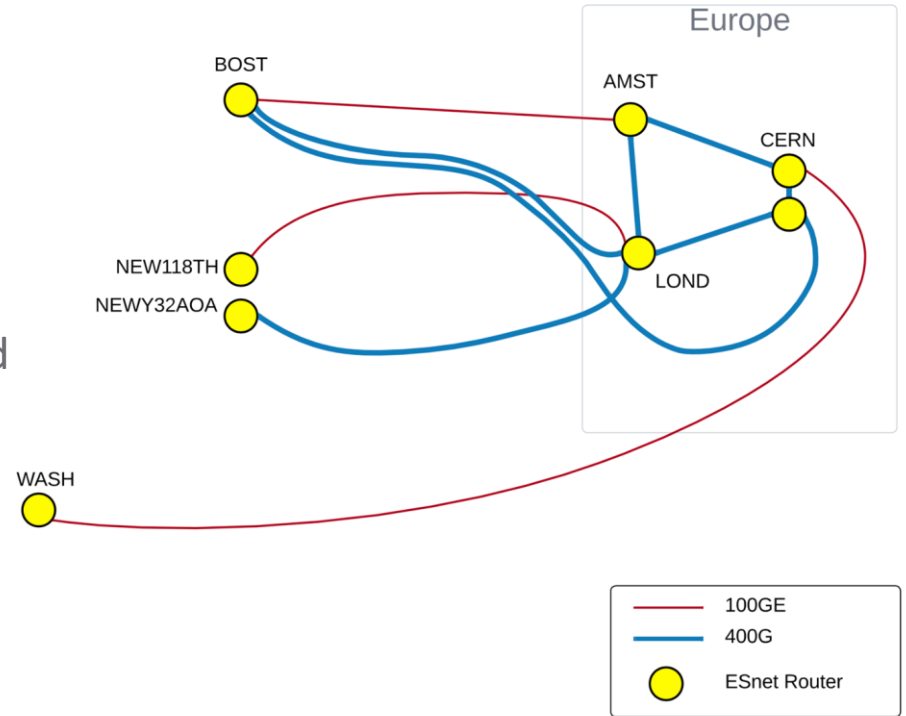 Europe
BOST
AMST
CERN
NEW118TH
LOND
NEWY32AOA
d
WASH
100GE
400G
ESnet Router